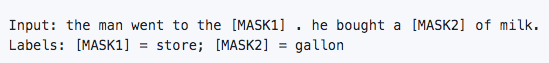 Input: the man went to the [MASK1] . he bought a [MASK2] of milk.
Labels: [MASK1] = store; [MASK2] = gallon